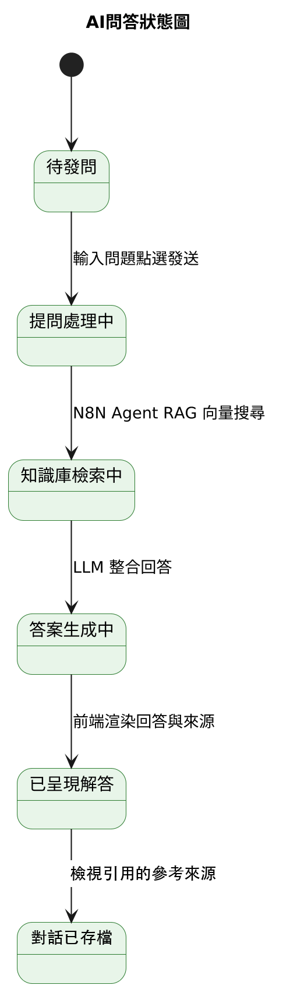 AI問答狀態圖
待發問
輸入問題點選發送
提問處理中
N8N Agent RAG 向量搜尋
知識庫檢索中
LLM 整合回答
答案生成中
前端渲染回答與來源
已呈現解答
檢視引用的參考來源
對話已存檔